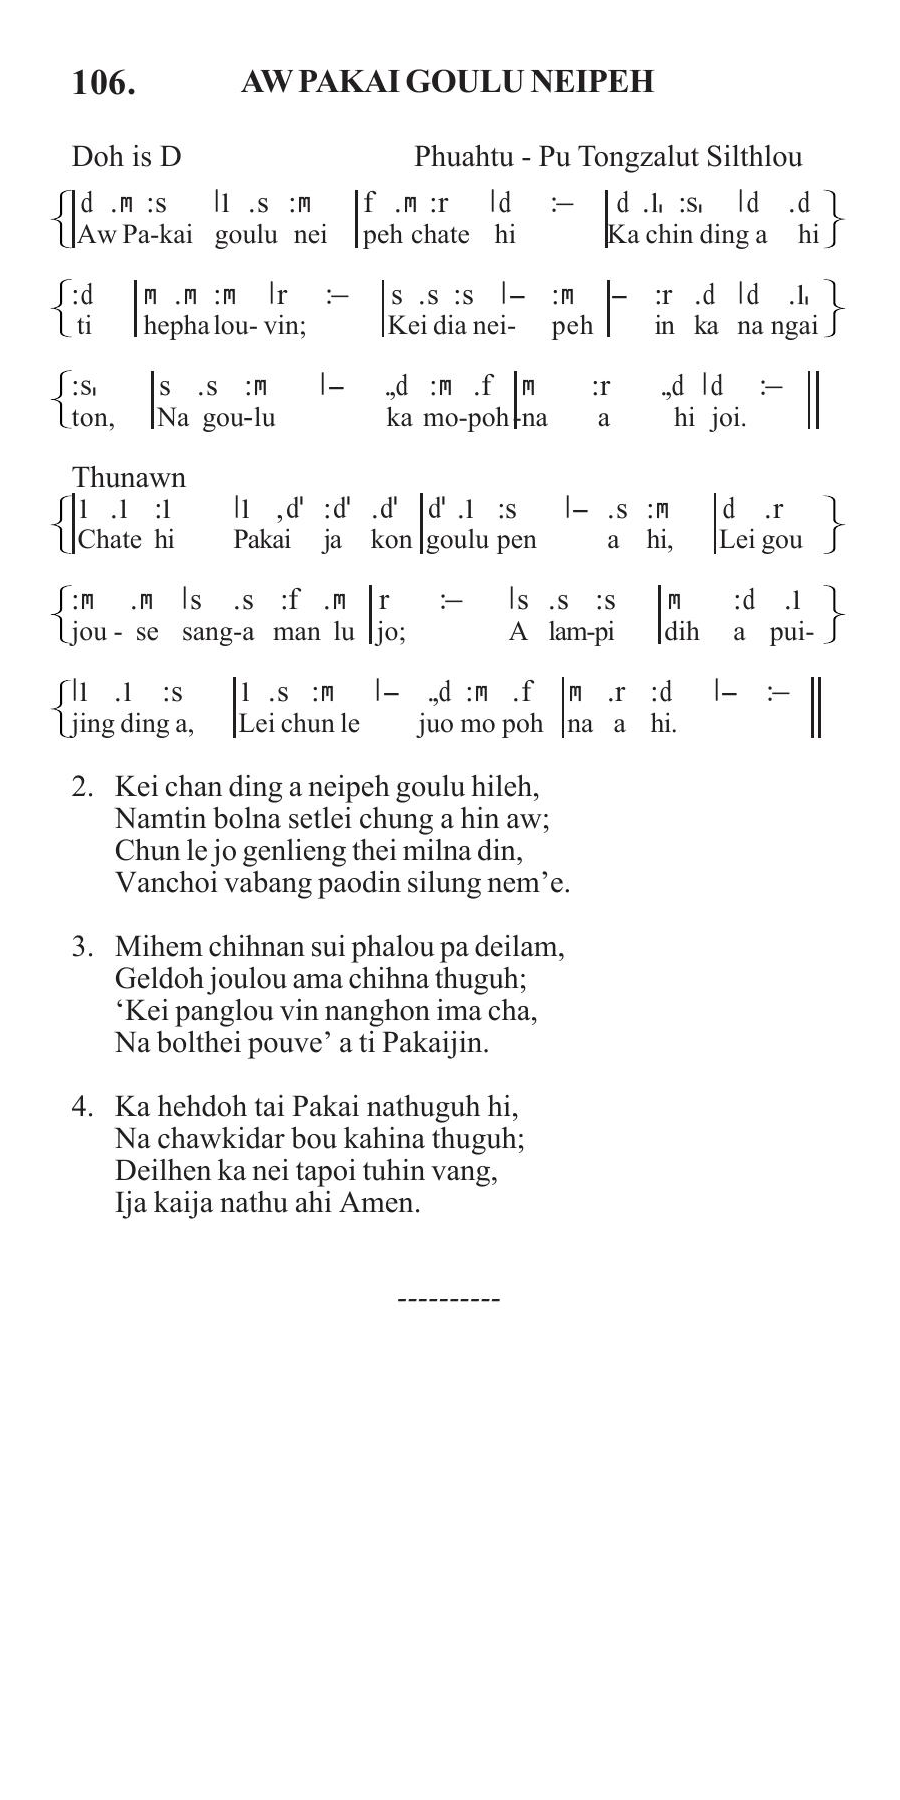 106. AW PAKAI GOULU NEIPEH
Doh is D Phuahtu - Pu Tongzalut Silthlou
{|d .m :s |l .s :m |f .m :r |d :– |d .l, :s, |d .d }
{|Aw Pa-kai goulu nei |peh chate hi |Ka chin ding a hi }
{:d |m .m :m |r :– |s .s :s |– :m |– :r .d |d .l, }
{ ti |hepha lou- vin; |Kei dia nei- peh | in ka na ngai }
{:s, |s .s :m |– .,d :m .f |m :r .,d |d :– ||
{ton, |Na gou-lu ka mo-poh-|na a hi joi. ||
Thunawn
{|l .l :l |l ,d' :d' .d' |d' .l :s |– .s :m |d .r }
{|Chate hi Pakai ja kon |goulu pen a hi, |Lei gou }
{:m .m |s .s :f .m |r :– |s .s :s |m :d .l }
{jou - se sang-a man lu |jo; A lam-pi |dih a pui- }
{|l .l :s |l .s :m |– .,d :m .f |m .r :d |– :– ||
{jing ding a, |Lei chun le juo mo poh |na a hi. ||
2. Kei chan ding a neipeh goulu hileh,
Namtin bolna setlei chung a hin aw;
Chun le jo genlieng thei milna din,
Vanchoi vabang paodin silung nem’e.
3. Mihem chihnan sui phalou pa deilam,
Geldoh joulou ama chihna thuguh;
‘Kei panglou vin nanghon ima cha,
Na bolthei pouve’ a ti Pakaijin.
4. Ka hehdoh tai Pakai nathuguh hi,
Na chawkidar bou kahina thuguh;
Deilhen ka nei tapoi tuhin vang,
Ija kaija nathu ahi Amen.
----------